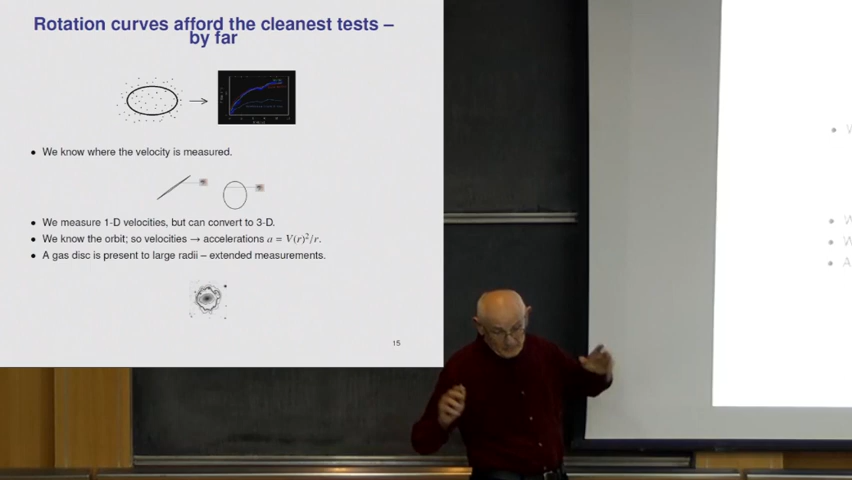 Rotation curves afford the cleanest tests –
by far
• We know where the velocity is measured.
• We measure 1-D velocities, but can convert to 3-D.
• We know the orbit; so velocities → accelerations a = V(r)²/r.
• A gas disc is present to large radii – extended measurements.
15
• W
• W
• W
• A